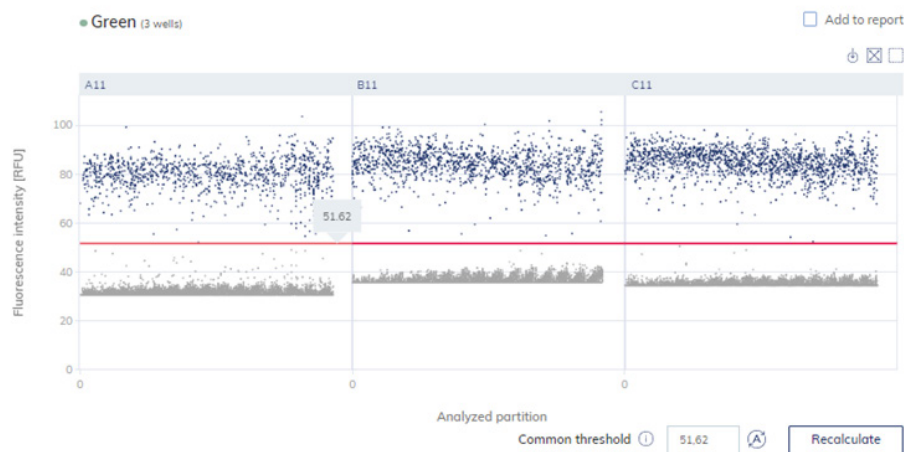 Green (3 wells)
Add to report
A11 B11 C11
Fluorescence intensity [RFU]
100
80
60
51,62
40
20
0
0 0 0
Analyzed partition
Common threshold i 51,62 A Recalculate